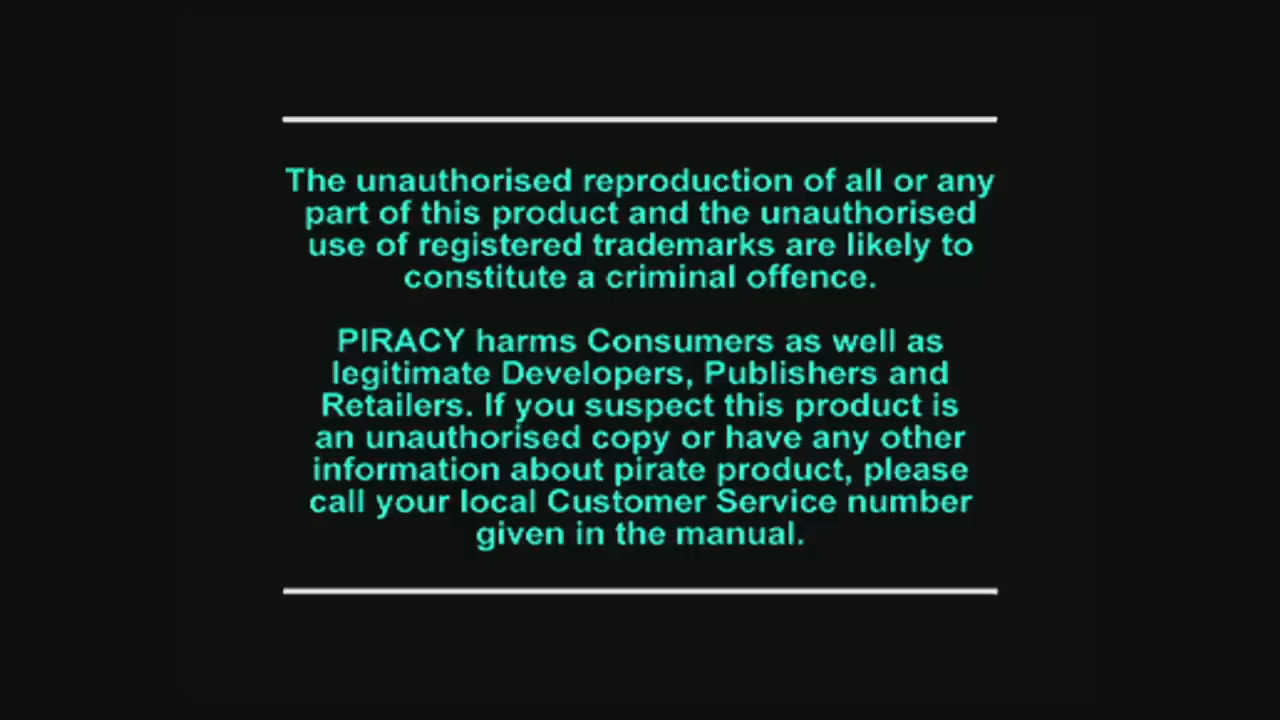 The unauthorised reproduction of all or any
part of this product and the unauthorised
use of registered trademarks are likely to
constitute a criminal offence.
PIRACY harms Consumers as well as
legitimate Developers, Publishers and
Retailers. If you suspect this product is
an unauthorised copy or have any other
information about pirate product, please
call your local Customer Service number
given in the manual.